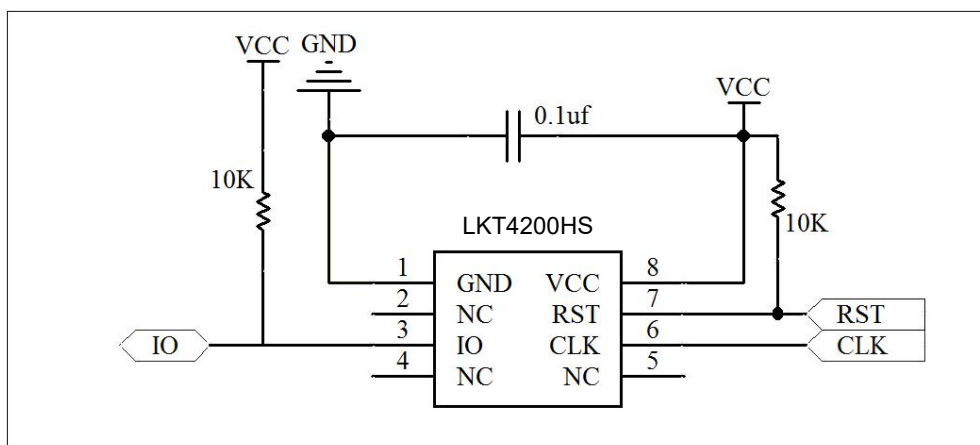 VCC GND
VCC
0.1uf
10K
10K
LKT4200HS
1 GND VCC 8
2 NC RST 7 RST
IO 3 IO CLK 6 CLK
4 NC NC 5